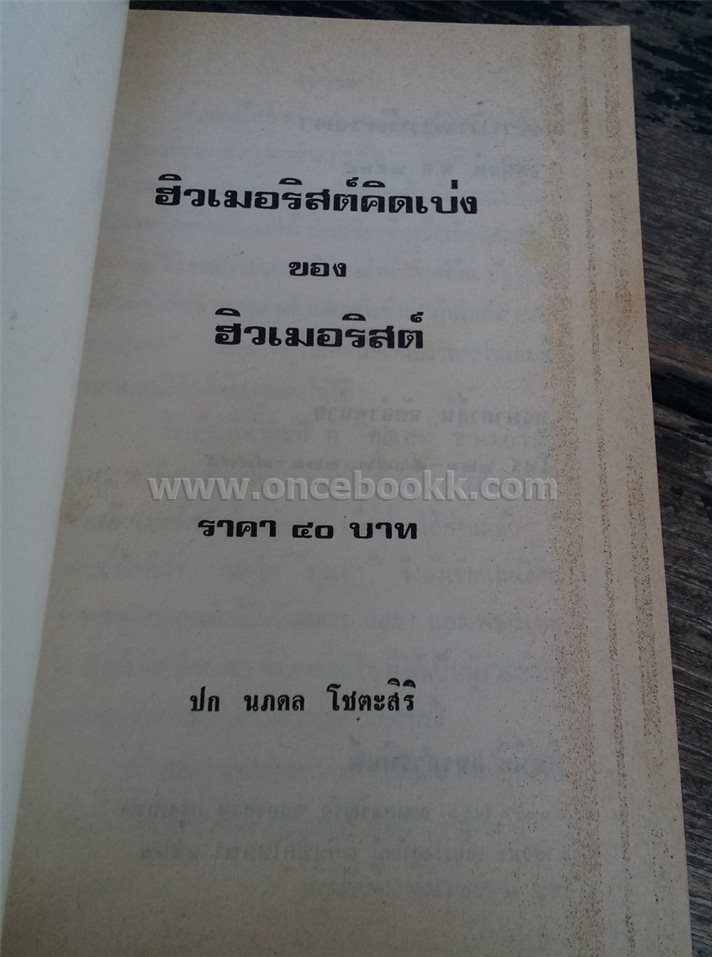 ฮิวเมอริสต์คิดเบ่ง
ของ
ฮิวเมอริสต์
www.oncebookk.com
ราคา ๔๐ บาท
ปก นภดล โชตะสิริ